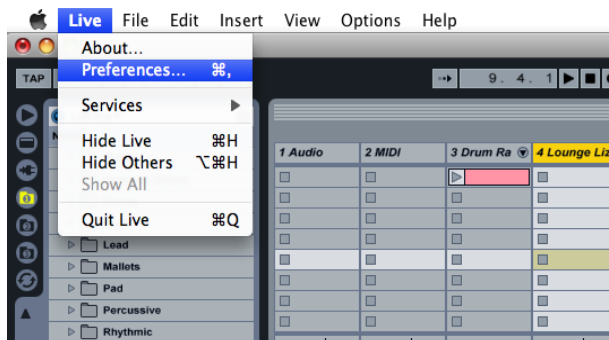 Live File Edit Insert View Options Help
About...
Preferences... ⌘,
Services
Hide Live ⌘H
Hide Others ⌥⌘H
Show All
Quit Live ⌘Q
TAP
9. 4. 1
1 Audio
2 MIDI
3 Drum Ra
4 Lounge Liz
Lead
Mallets
Pad
Percussive
Rhythmic